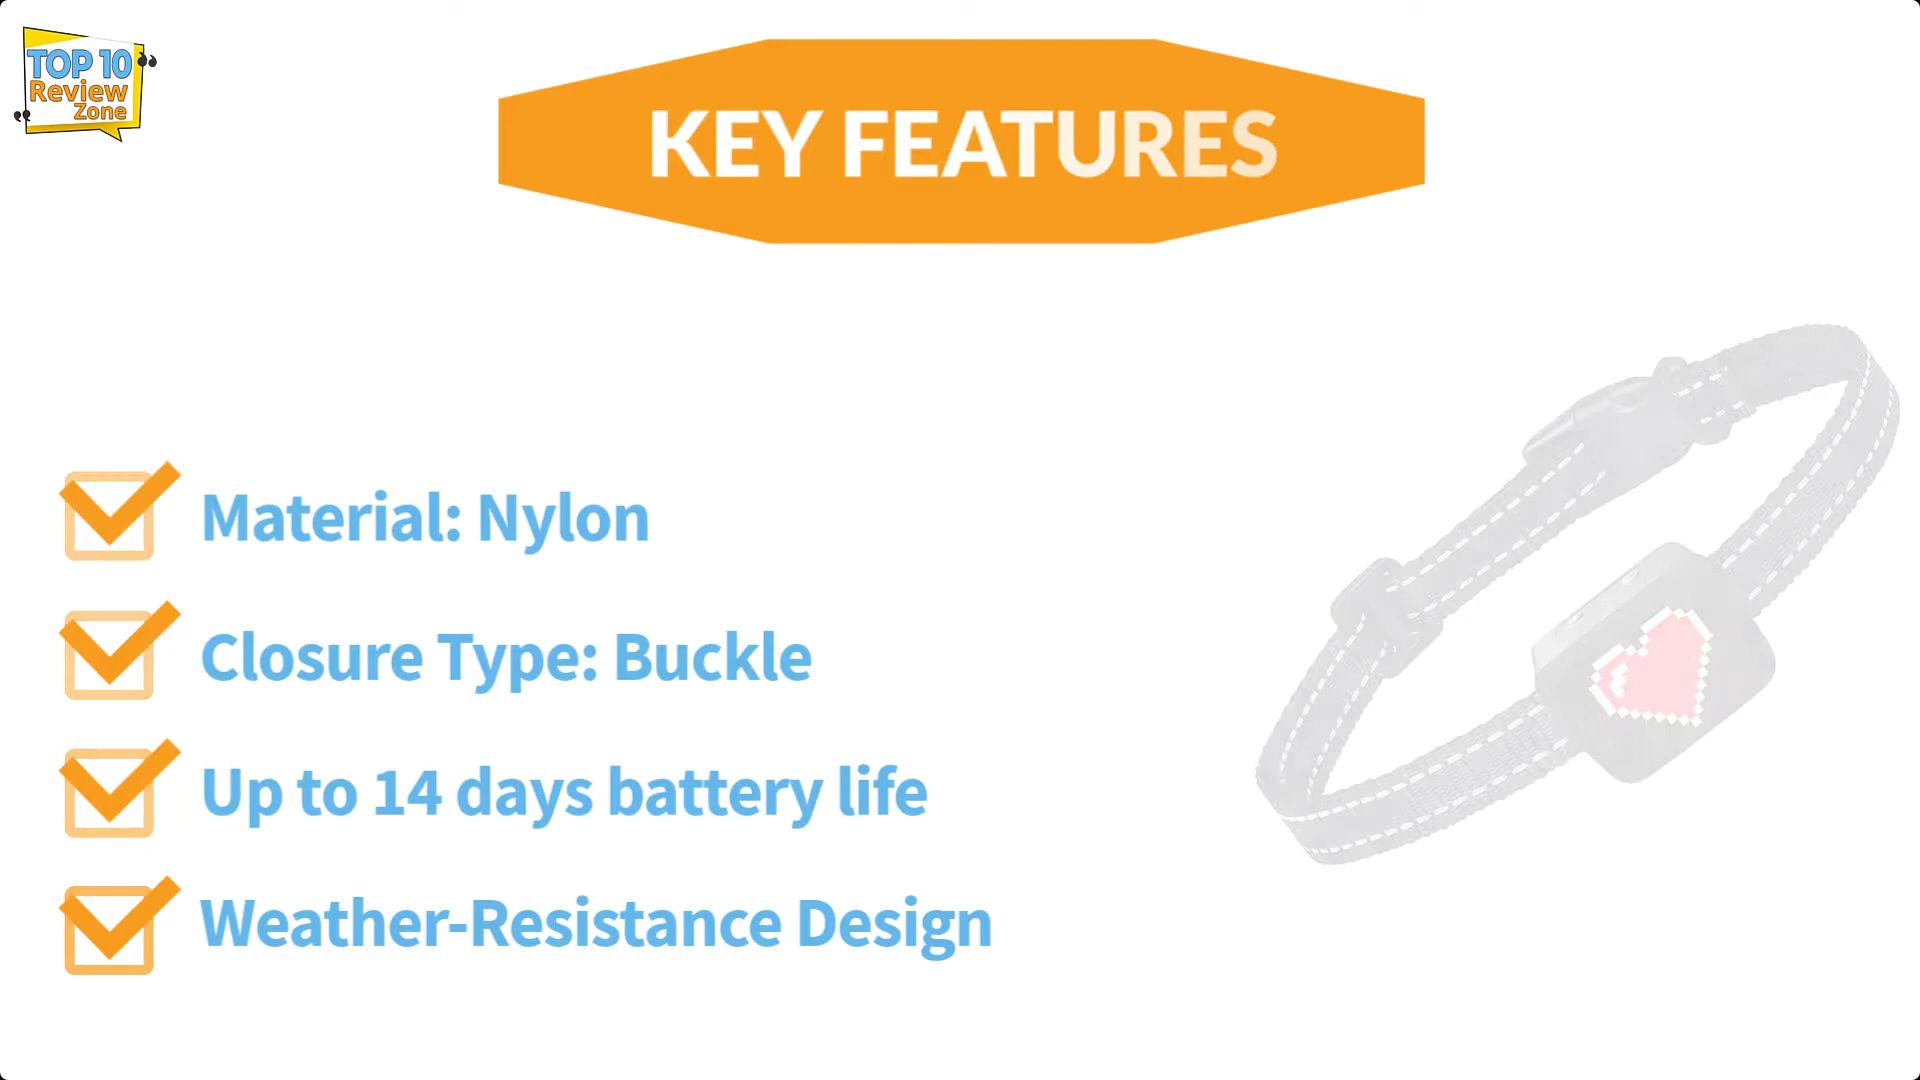 TOP 10
Review
Zone
KEY FEATURES
Material: Nylon
Closure Type: Buckle
Up to 14 days battery life
Weather-Resistance Design